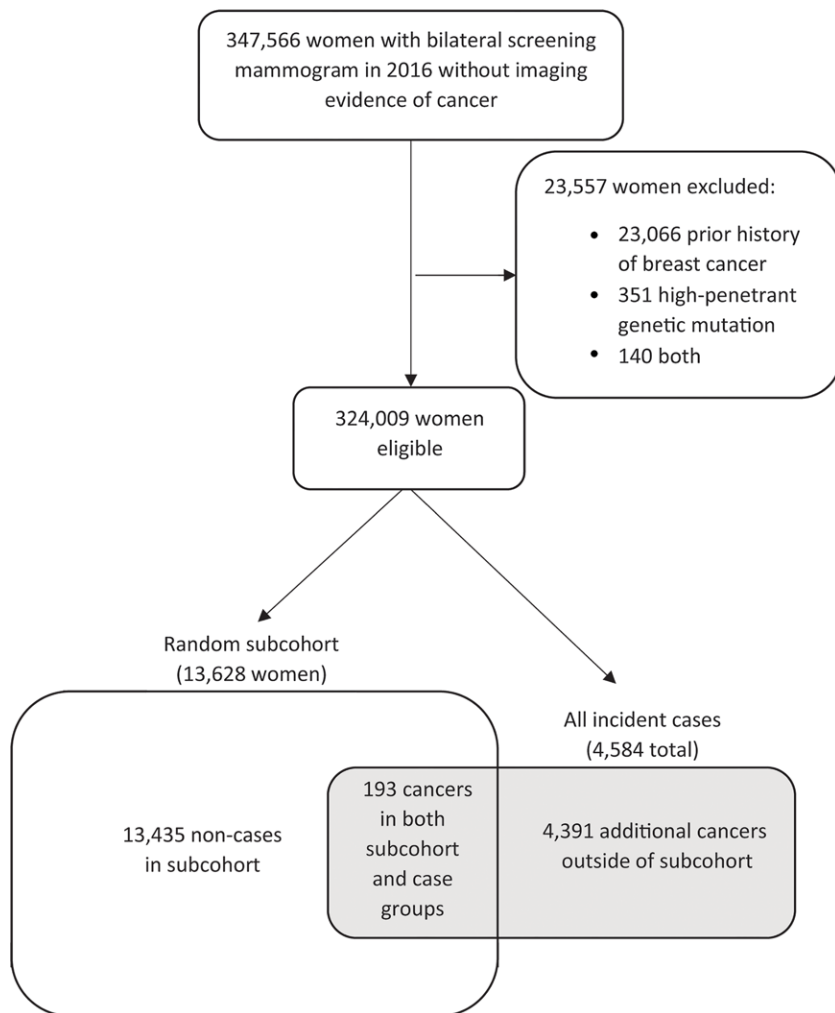 347,566 women with bilateral screening
mammogram in 2016 without imaging
evidence of cancer
23,557 women excluded:
• 23,066 prior history
of breast cancer
• 351 high-penetrant
genetic mutation
• 140 both
324,009 women
eligible
Random subcohort
(13,628 women)
All incident cases
(4,584 total)
13,435 non-cases
in subcohort
193 cancers
in both
subcohort
and case
groups
4,391 additional cancers
outside of subcohort